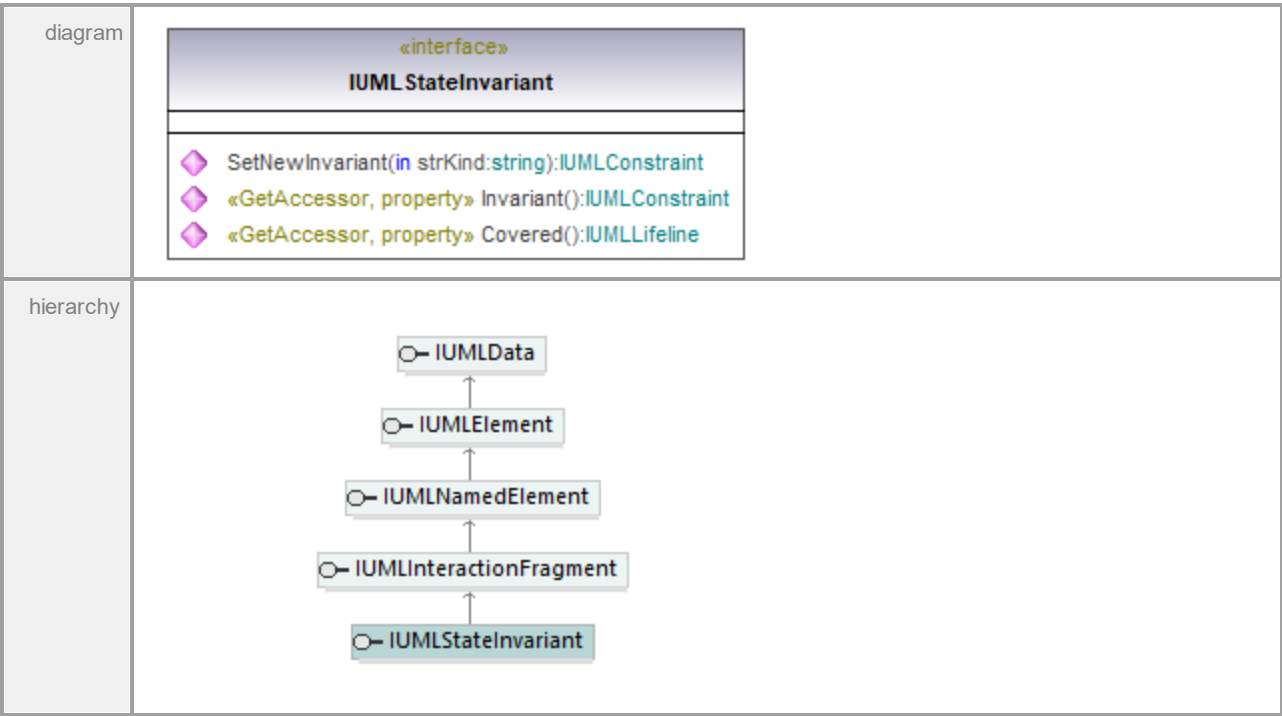 diagram
«interface»
IUMLStateInvariant
SetNewInvariant(in strKind:string):IUMLConstraint
«GetAccessor, property» Invariant():IUMLConstraint
«GetAccessor, property» Covered():IUMLLifeline
hierarchy
IUMLData
IUMLElement
IUMLNamedElement
IUMLInteractionFragment
IUMLStateInvariant